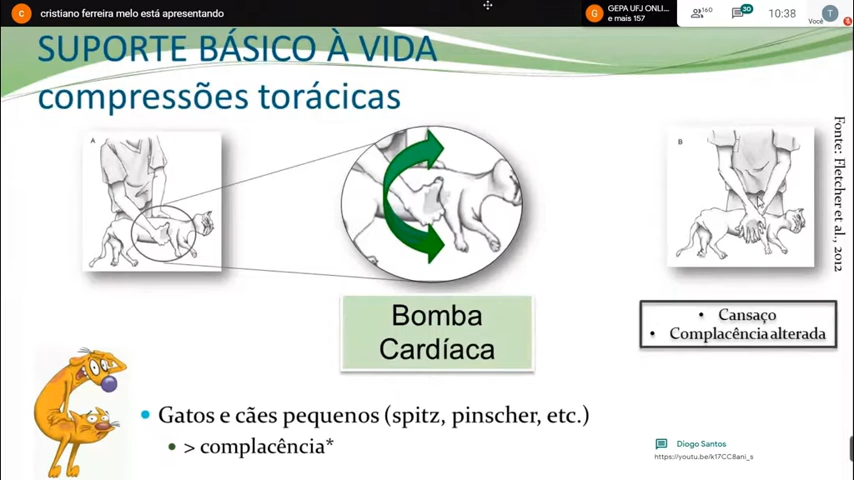 C
cristiano ferreira melo está apresentando
G
GEPA UFJ ONLI...
e mais 157
160
30
10:38
T
Você
SUPORTE BÁSICO À VIDA
compressões torácicas
A
B
Fonte: Fletcher et al., 2012
Bomba
Cardíaca
• Cansaço
• Complacência alterada
• Gatos e cães pequenos (spitz, pinscher, etc.)
• > complacência*
Diogo Santos
https://youtu.be/k17CC8ani_s